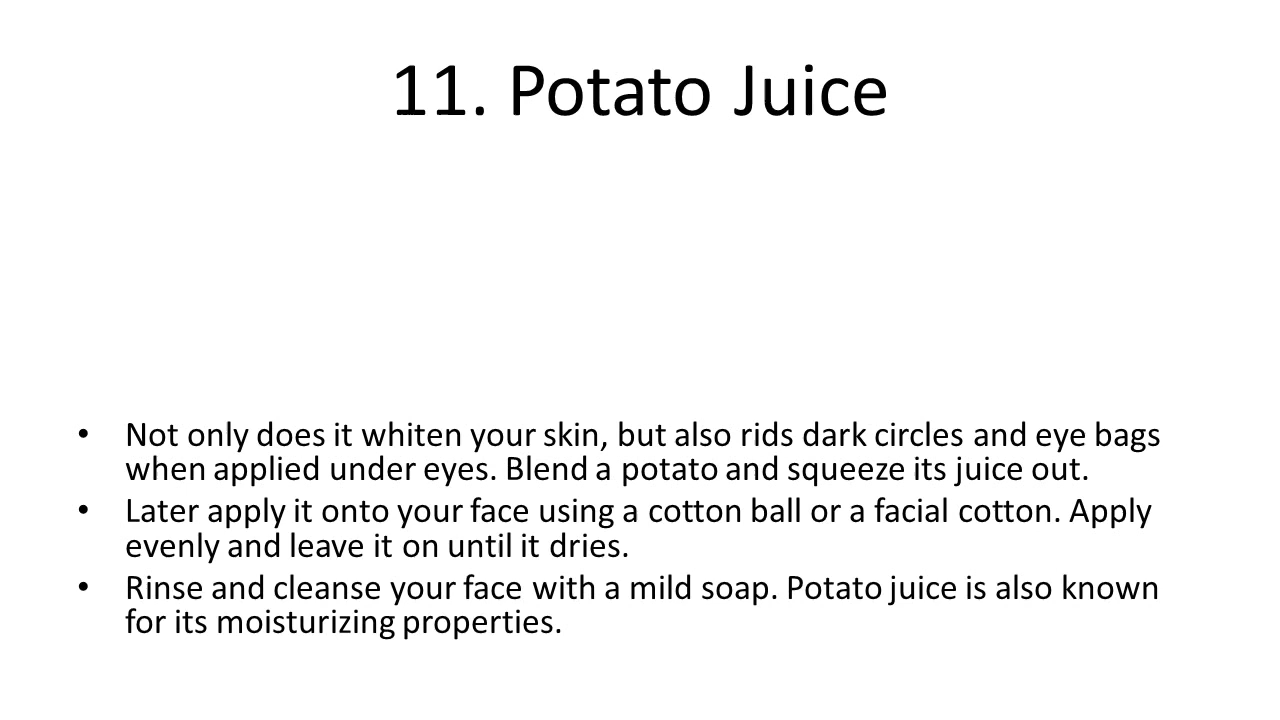 11. Potato Juice
• Not only does it whiten your skin, but also rids dark circles and eye bags
when applied under eyes. Blend a potato and squeeze its juice out.
• Later apply it onto your face using a cotton ball or a facial cotton. Apply
evenly and leave it on until it dries.
• Rinse and cleanse your face with a mild soap. Potato juice is also known
for its moisturizing properties.